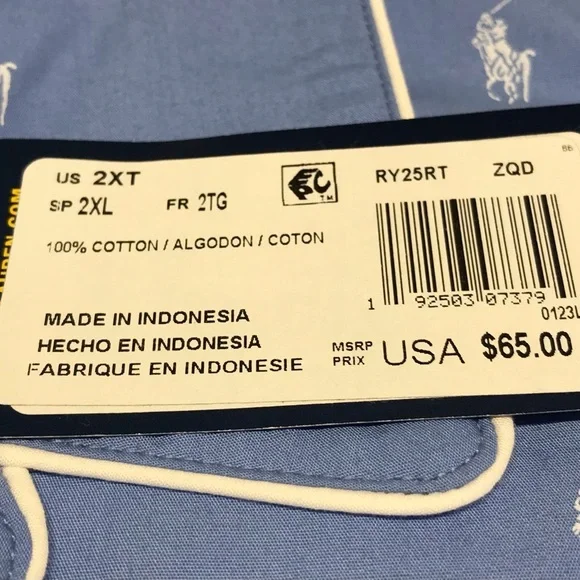 US 2XT
SP 2XL FR 2TG
100% COTTON / ALGODON / COTON
MADE IN INDONESIA
HECHO EN INDONESIA
FABRIQUE EN INDONESIE
RY25RT ZQD
1 92503 07379
0123L
MSRP
PRIX USA $65.00
TM